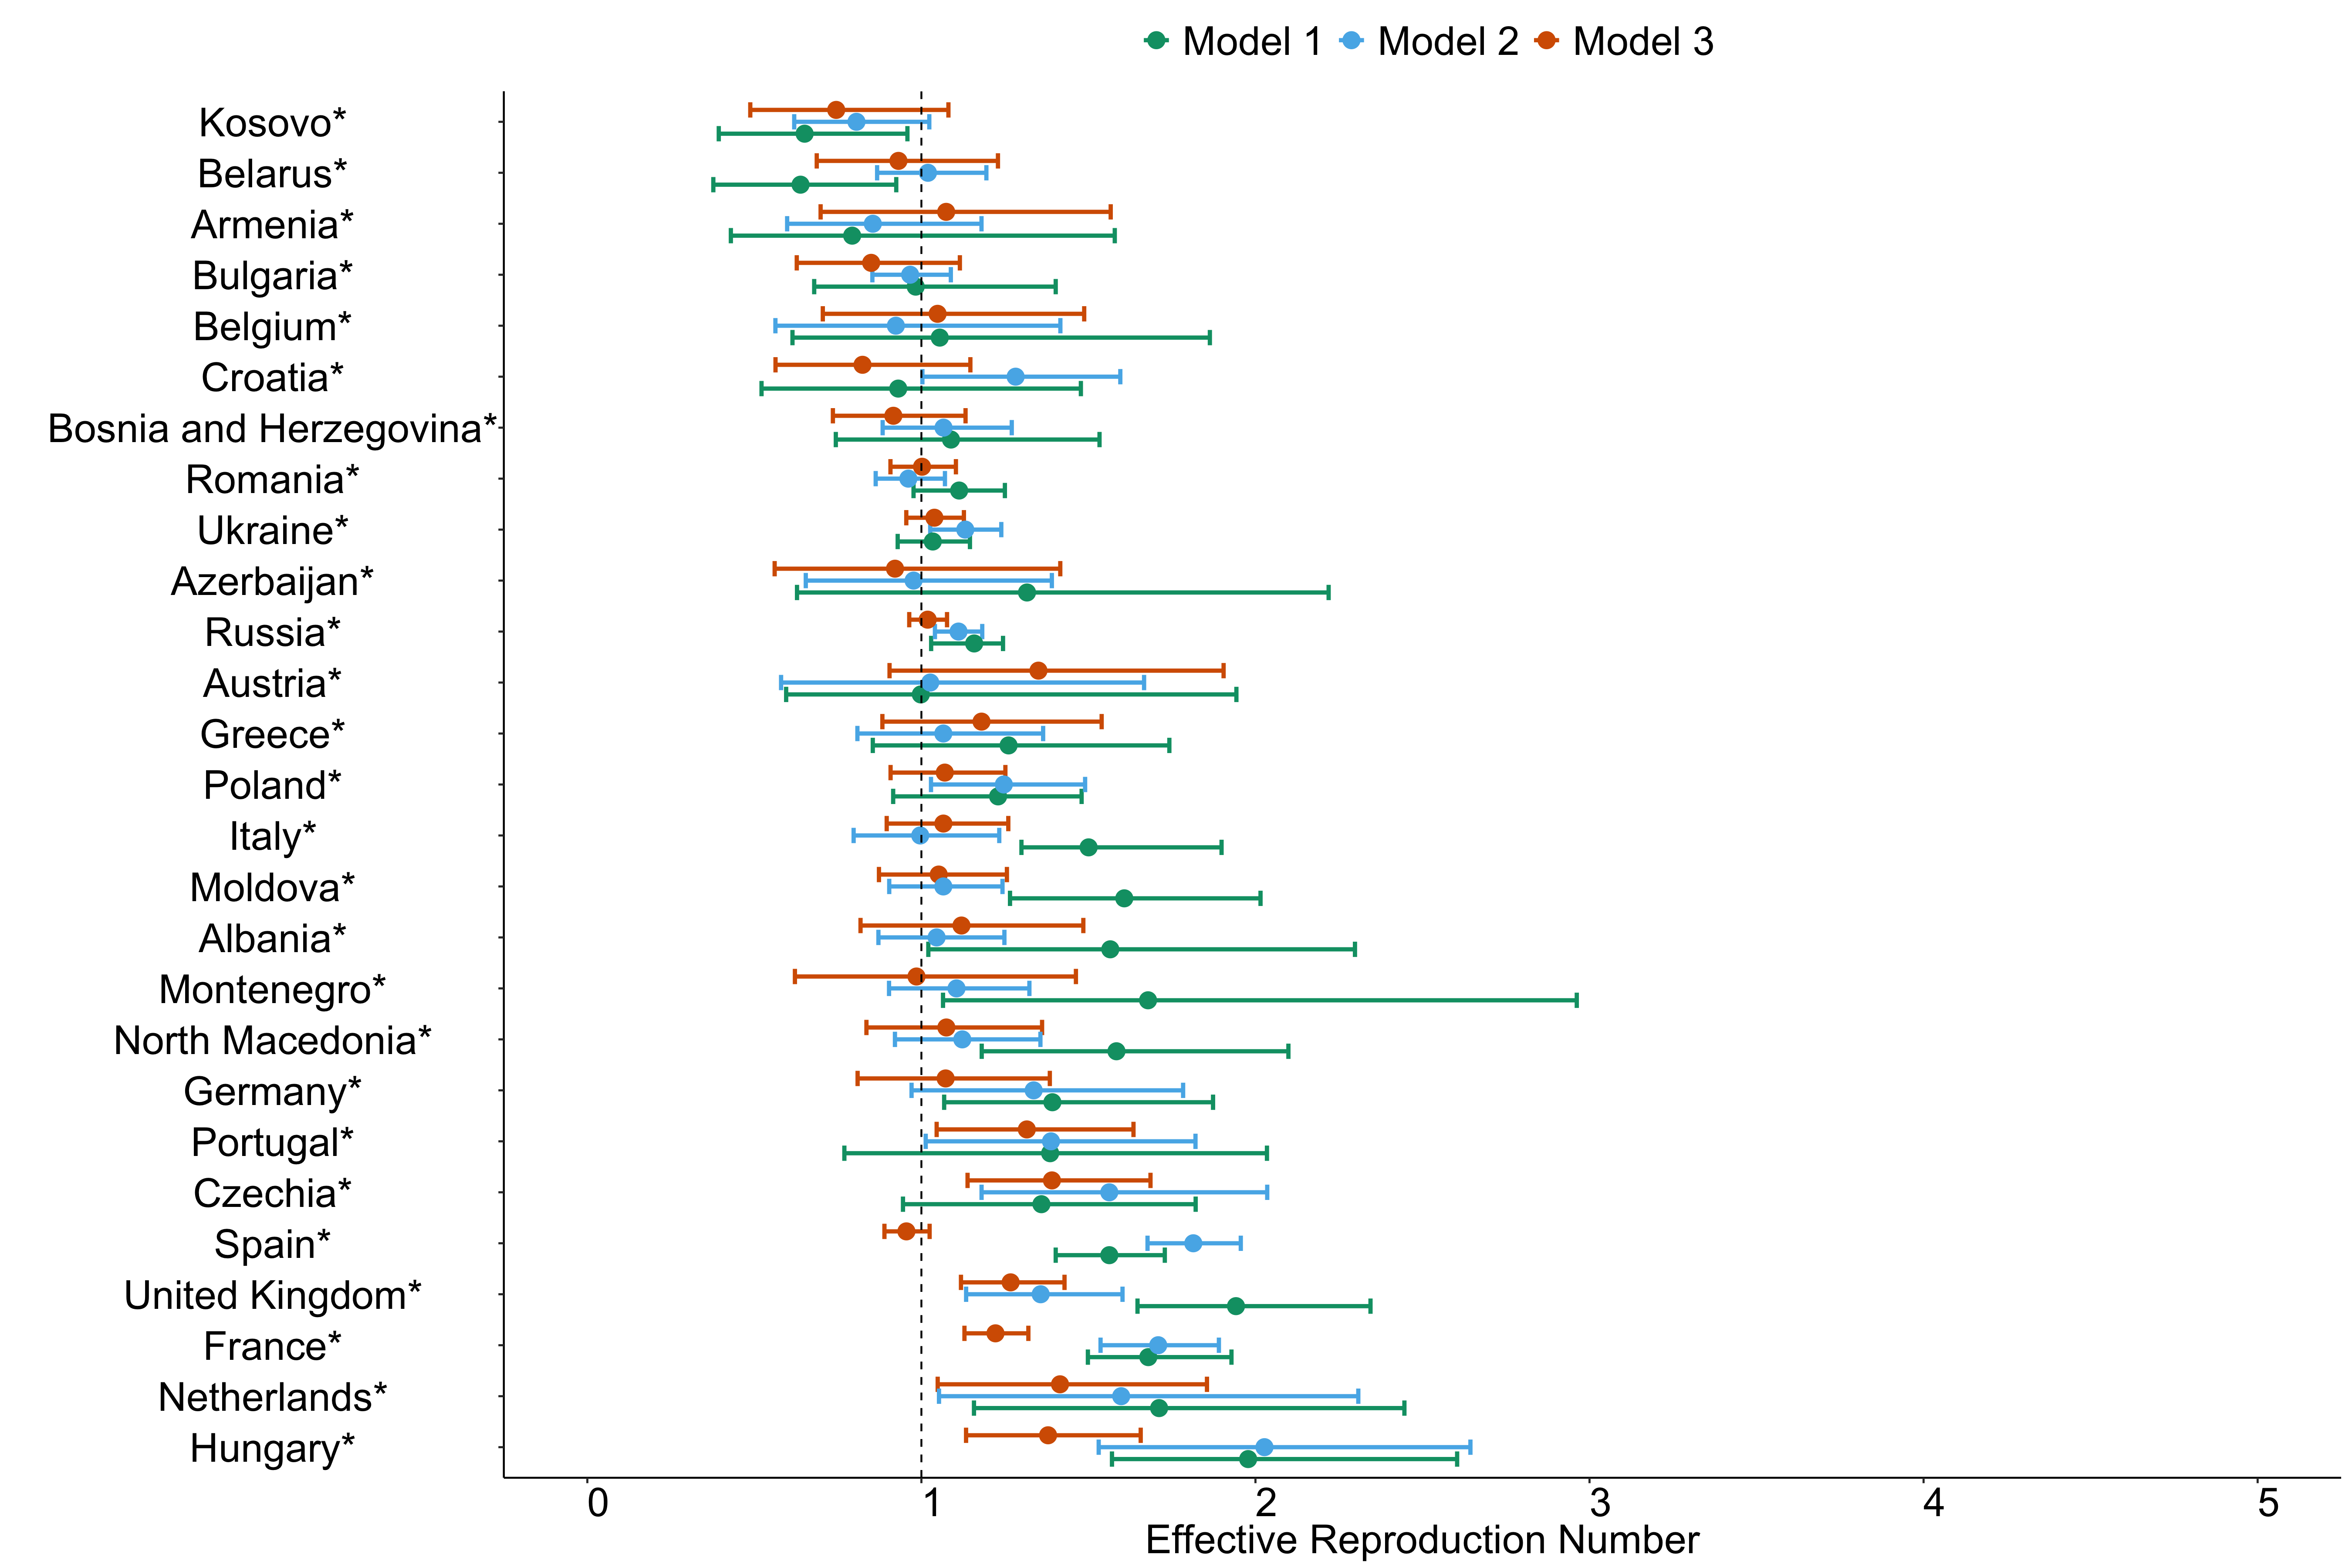 Model 1 Model 2 Model 3
Kosovo*
Belarus*
Armenia*
Bulgaria*
Belgium*
Croatia*
Bosnia and Herzegovina*
Romania*
Ukraine*
Azerbaijan*
Russia*
Austria*
Greece*
Poland*
Italy*
Moldova*
Albania*
Montenegro*
North Macedonia*
Germany*
Portugal*
Czechia*
Spain*
United Kingdom*
France*
Netherlands*
Hungary*
0 1 2 3 4 5
Effective Reproduction Number